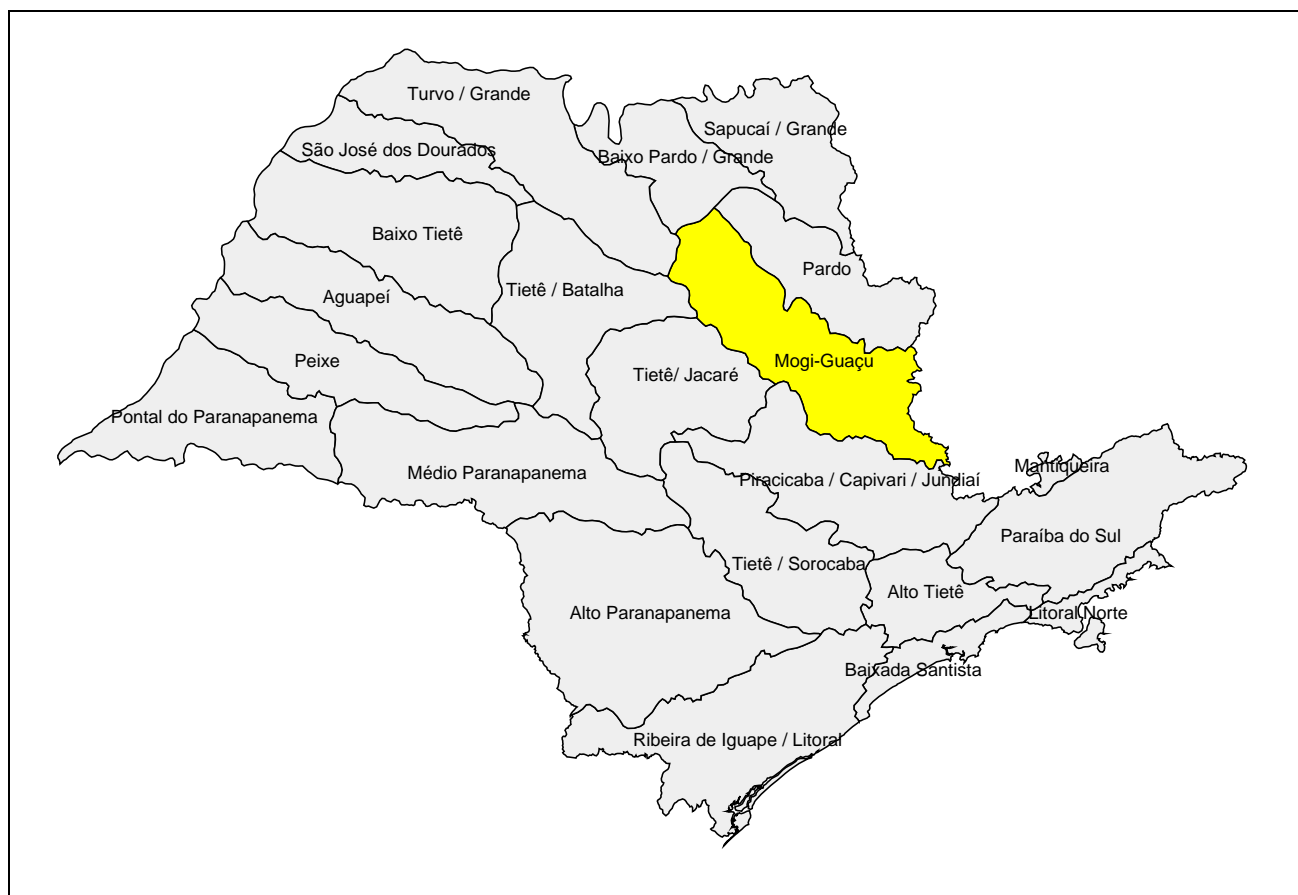 Turvo / Grande
Sapucaí / Grande
São José dos Dourados
Baixo Pardo / Grande
Baixo Tietê
Pardo
Aguapeí
Tietê / Batalha
Peixe
Mogi-Guaçu
Tietê/ Jacaré
Pontal do Paranapanema
Mantiqueira
Médio Paranapanema
Piracicaba / Capivari / Jundiaí
Paraíba do Sul
Tietê / Sorocaba
Alto Tietê
Alto Paranapanema
Litoral Norte
Baixada Santista
Ribeira de Iguape / Litoral